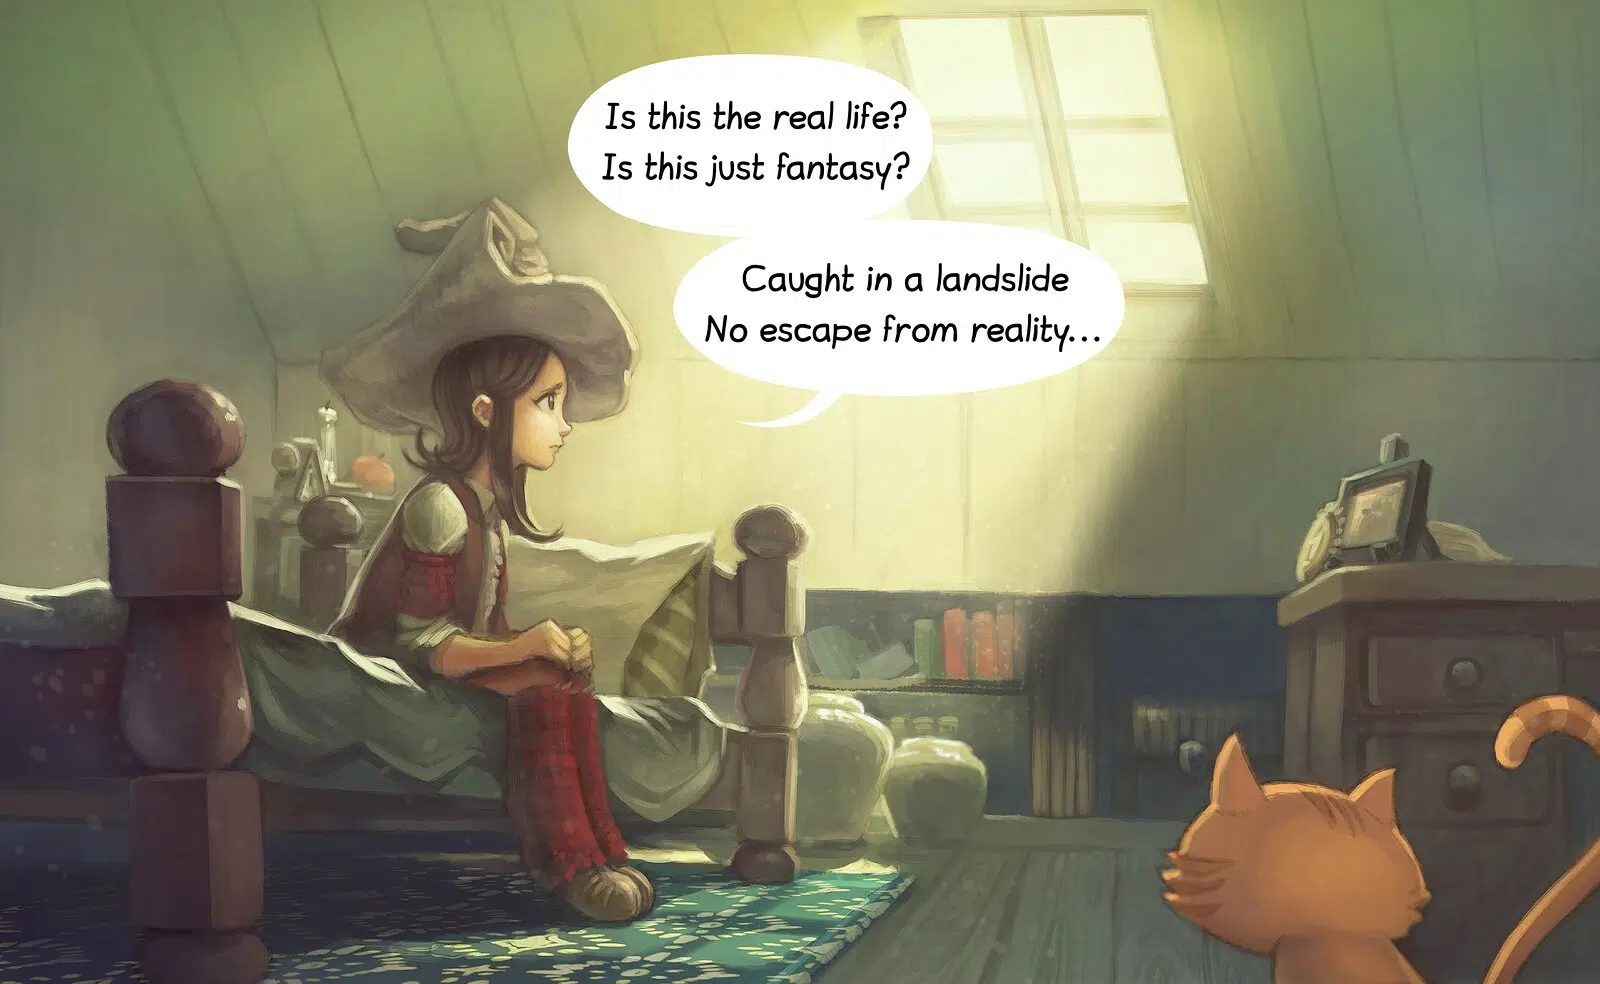 Is this the real life?
Is this just fantasy?
Caught in a landslide
No escape from reality...